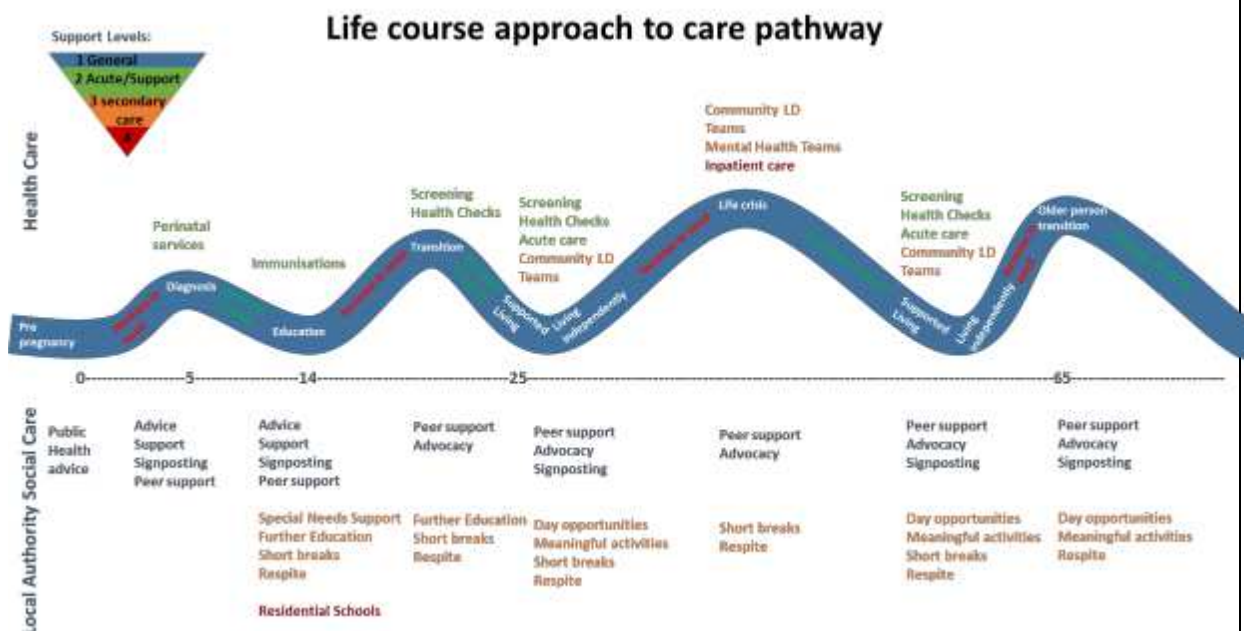 Life course approach to care pathway
Support Levels:
1 General
2 Acute/Support
3 secondary
care
4
Health Care
Perinatal
services
Immunisations
Screening
Health Checks
Screening
Health Checks
Acute care
Community LD
Teams
Community LD
Teams
Mental Health Teams
Inpatient care
Screening
Health Checks
Acute care
Community LD
Teams
Pre
pregnancy
Diagnosis
Education
Transition
Supported
Living
Living
independently
Life crisis
Supported
Living
Living
independently
Older person
transition
0 5 14 25 65
Local Authority Social Care
Public
Health
advice
Advice
Support
Signposting
Peer support
Advice
Support
Signposting
Peer support
Special Needs Support
Further Education
Short breaks
Respite
Residential Schools
Peer support
Advocacy
Further Education
Short breaks
Respite
Peer support
Advocacy
Signposting
Day opportunities
Meaningful activities
Short breaks
Respite
Peer support
Advocacy
Short breaks
Respite
Peer support
Advocacy
Signposting
Day opportunities
Meaningful activities
Short breaks
Respite
Peer support
Advocacy
Signposting
Day opportunities
Meaningful activities
Respite